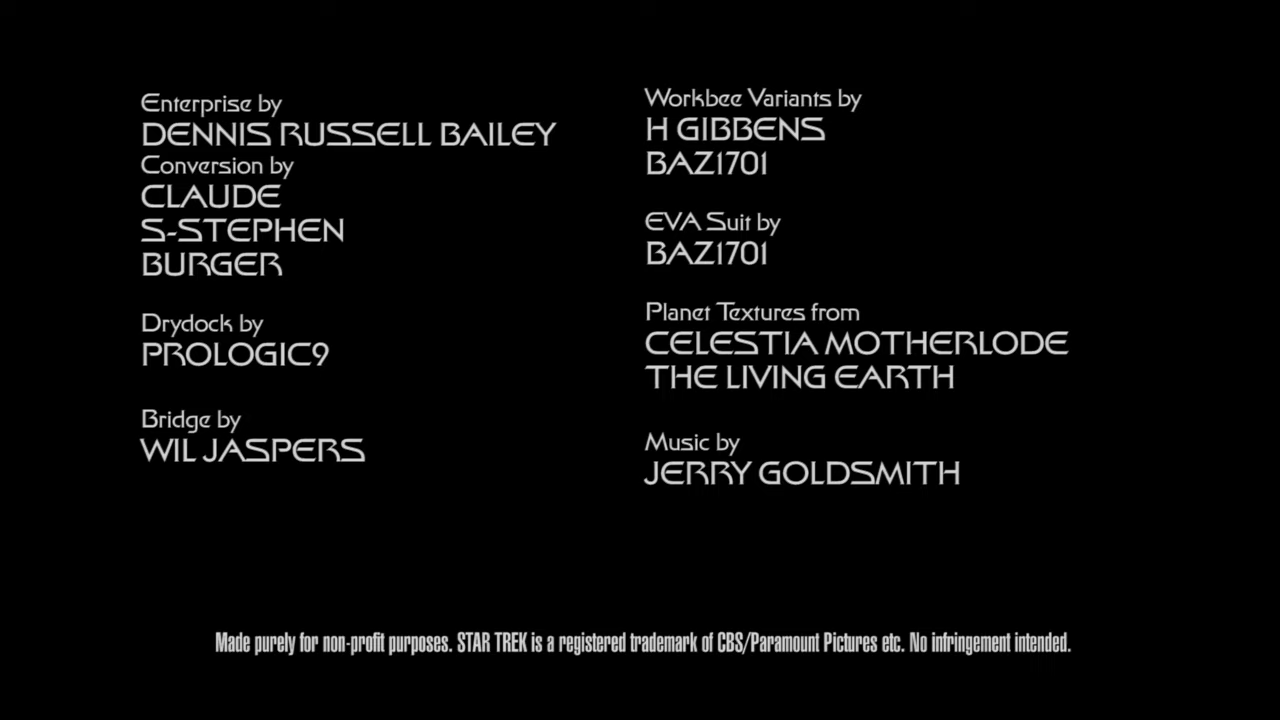 Enterprise by
DENNIS RUSSELL BAILEY
Conversion by
CLAUDE
S-STEPHEN
BURGER
Drydock by
PROLOGIC9
Bridge by
WIL JASPERS
Workbee Variants by
H GIBBENS
BAZ1701
EVA Suit by
BAZ1701
Planet Textures from
CELESTIA MOTHERLODE
THE LIVING EARTH
Music by
JERRY GOLDSMITH
Made purely for non-profit purposes. STAR TREK is a registered trademark of CBS/Paramount Pictures etc. No infringement intended.